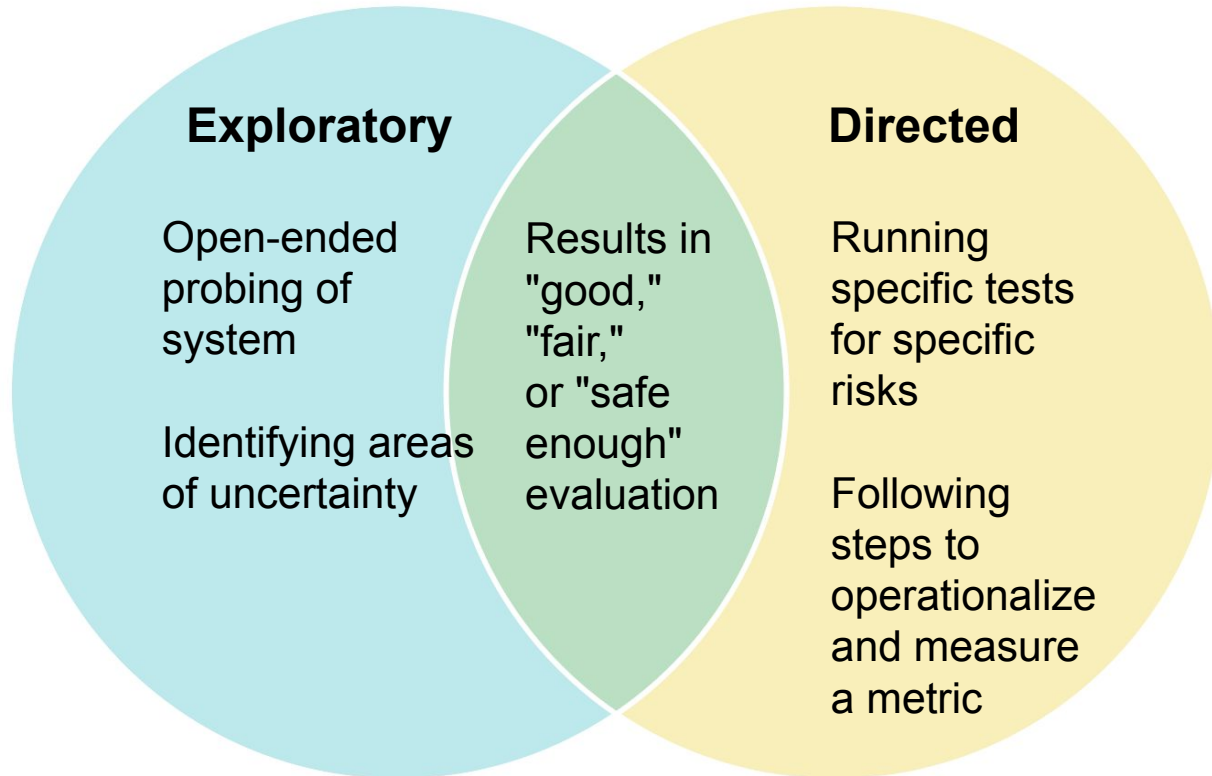 Exploratory
Open-ended
probing of
system
Identifying areas
of uncertainty
Results in
"good,"
"fair,"
or "safe
enough"
evaluation
Directed
Running
specific tests
for specific
risks
Following
steps to
operationalize
and measure
a metric